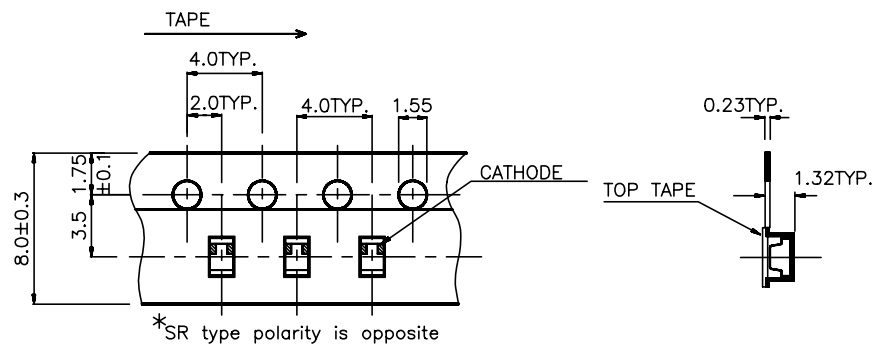 TAPE
4.0TYP.
2.0TYP.
4.0TYP.
1.55
0.23TYP.
8.0±0.3
1.75
±0.1
3.5
CATHODE
TOP TAPE
1.32TYP.
*SR type polarity is opposite